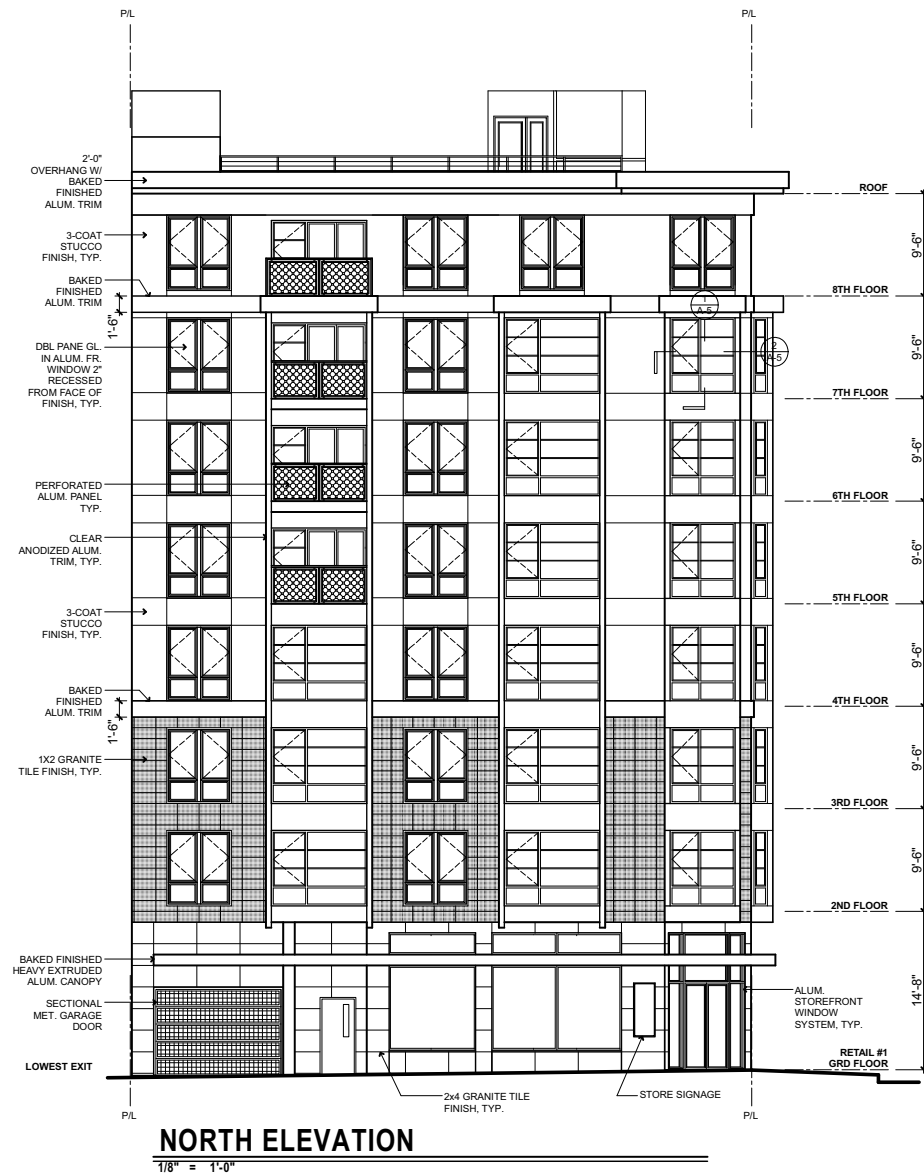 P/L
P/L
2'-0"
OVERHANG W/
BAKED
FINISHED
ALUM. TRIM
ROOF
3-COAT
STUCCO
FINISH, TYP.
9'-6"
BAKED
FINISHED
ALUM. TRIM
8TH FLOOR
1'-6"
1
A-5
DBL PANE GL.
IN ALUM. FR.
WINDOW 2"
RECESSED
FROM FACE OF
FINISH, TYP.
2
A-5
9'-6"
7TH FLOOR
9'-6"
PERFORATED
ALUM. PANEL
TYP.
6TH FLOOR
CLEAR
ANODIZED ALUM.
TRIM, TYP.
9'-6"
5TH FLOOR
3-COAT
STUCCO
FINISH, TYP.
9'-6"
BAKED
FINISHED
ALUM. TRIM
4TH FLOOR
1'-6"
1X2 GRANITE
TILE FINISH, TYP.
9'-6"
3RD FLOOR
9'-6"
2ND FLOOR
BAKED FINISHED
HEAVY EXTRUDED
ALUM. CANOPY
SECTIONAL
MET. GARAGE
DOOR
14'-8"
ALUM.
STOREFRONT
WINDOW
SYSTEM, TYP.
LOWEST EXIT
RETAIL #1
GRD FLOOR
2x4 GRANITE TILE
FINISH, TYP.
STORE SIGNAGE
P/L
P/L
NORTH ELEVATION
1/8" = 1'-0"